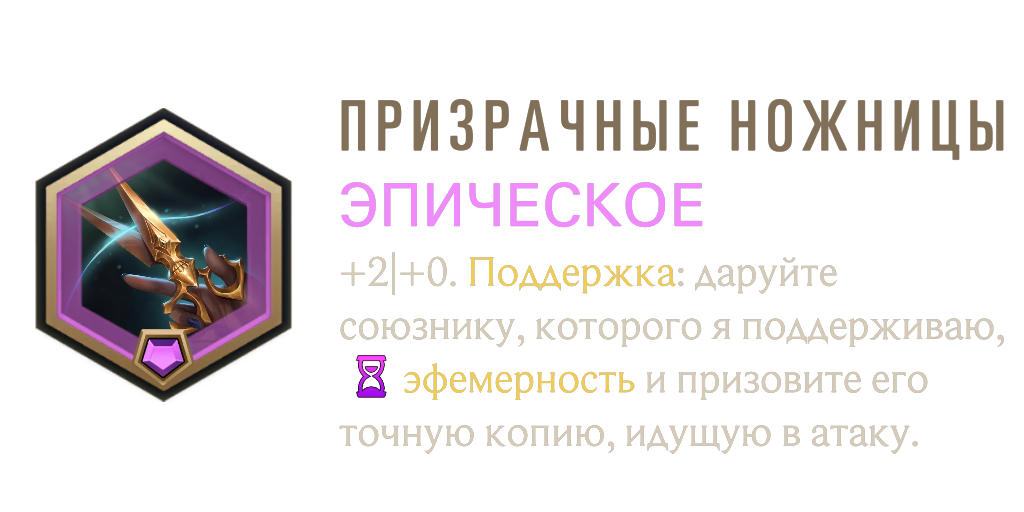 ПРИЗРАЧНЫЕ НОЖНИЦЫ
ЭПИЧЕСКОЕ
+2|+0. Поддержка: даруйте
союзнику, которого я поддерживаю,
эфемерность и призовите его
точную копию, идущую в атаку.